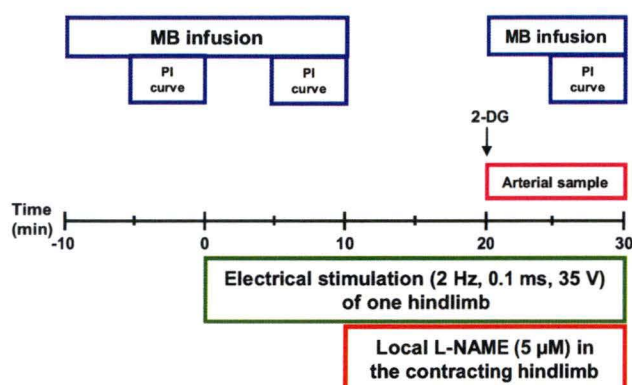 MB infusion
MB infusion
PI
curve
PI
curve
PI
curve
2-DG
Arterial sample
Time
(min)
-10
0
10
20
30
Electrical stimulation (2 Hz, 0.1 ms, 35 V)
of one hindlimb
Local L-NAME (5 µM) in
the contracting hindlimb